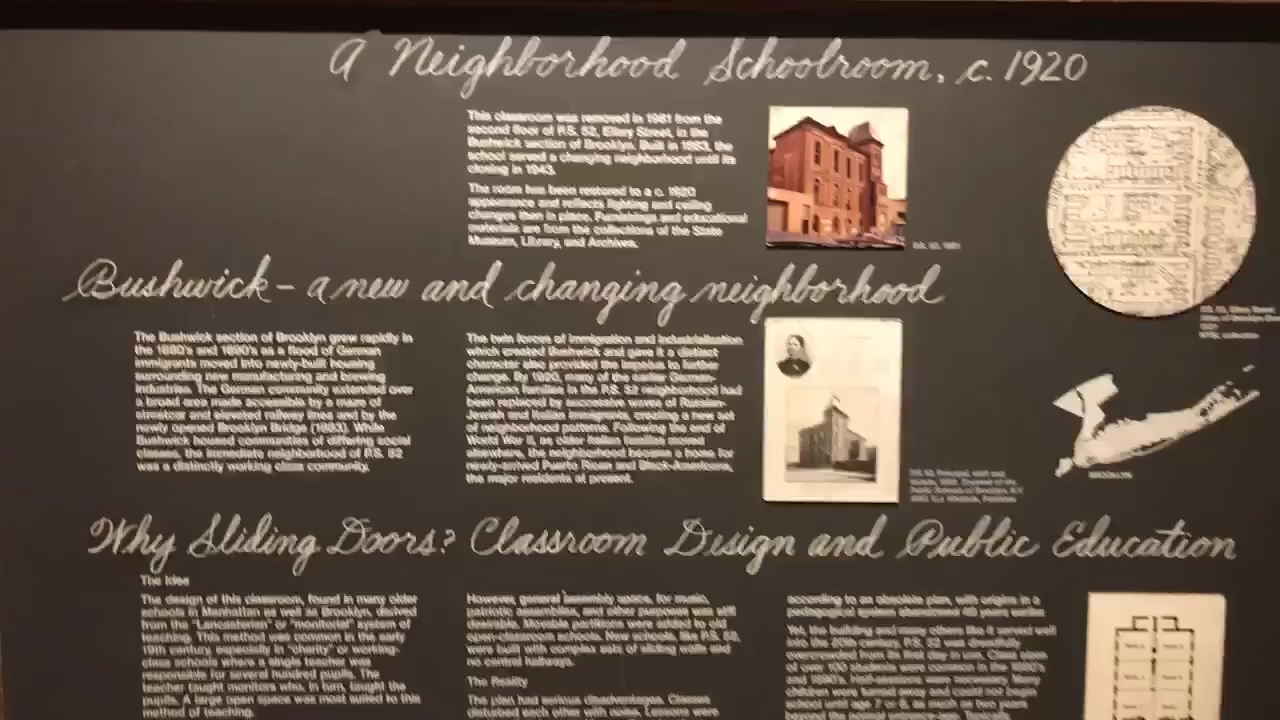 A Neighborhood Schoolroom, c. 1920
This classroom was removed in 1981 from the
second floor of P.S. 52, Ellery Street, in the
Bushwick section of Brooklyn. Built in 1883, the
school served a changing neighborhood until its
closing in 1943.
The room has been restored to a c. 1920
appearance and reflects lighting and ceiling
changes then in place. Furnishings and educational
materials are from the collections of the State
Museum, Library, and Archives.
Bushwick – a new and changing neighborhood
The Bushwick section of Brooklyn grew rapidly in
the 1880's and 1890's as a flood of German
immigrants moved into newly-built housing
surrounding new manufacturing and brewing
industries. The German community extended over
a broad area made accessible by a maze of
streetcar and elevated railway lines and by the
newly opened Brooklyn Bridge (1883). While
Bushwick housed communities of differing social
classes, the immediate neighborhood of P.S. 52
was a distinctly working class community.
The twin forces of immigration and industrialization
which created Bushwick and gave it a distinct
character also provided the impetus to further
change. By 1920, many of the earlier German-
American families in the P.S. 52 neighborhood had
been replaced by successive waves of Russian-
Jewish and Italian immigrants, creating a new set
of neighborhood patterns. Following the end of
World War II, as older Italian families moved
elsewhere, the neighborhood became a home for
newly-arrived Puerto Rican and Black-Americans,
the major residents at present.
BROOKLYN
Why Sliding Doors? Classroom Design and Public Education
The Idea
The design of this classroom, found in many older
schools in Manhattan as well as Brooklyn, derived
from the "Lancasterian" or "monitorial" system of
teaching. This method was common in the early
19th century, especially in "charity" or working-
class schools where a single teacher was
responsible for several hundred pupils. The
teacher taught monitors who, in turn, taught the
pupils. A large open space was most suited to this
method of teaching.
However, general assembly space, for music,
patriotic assemblies, and other purposes was still
desirable. Movable partitions were added to old
open-classroom schools. New schools, like P.S. 52,
were built with complex sets of sliding walls and
no central hallways.
The Reality
The plan had serious disadvantages. Classes
disturbed each other with noise. Lessons were
according to an obsolete plan, with origins in a
pedagogical system abandoned 40 years earlier.
Yet, the building and many others like it served well
into the 20th century. P.S. 52 was drastically
overcrowded from the first day in use. Class sizes
of over 100 students were common in the 1880's
and 1890's. Half-sessions were necessary. Many
children were turned away and could not begin
school until age 7 or 8, as much as two years
beyond the